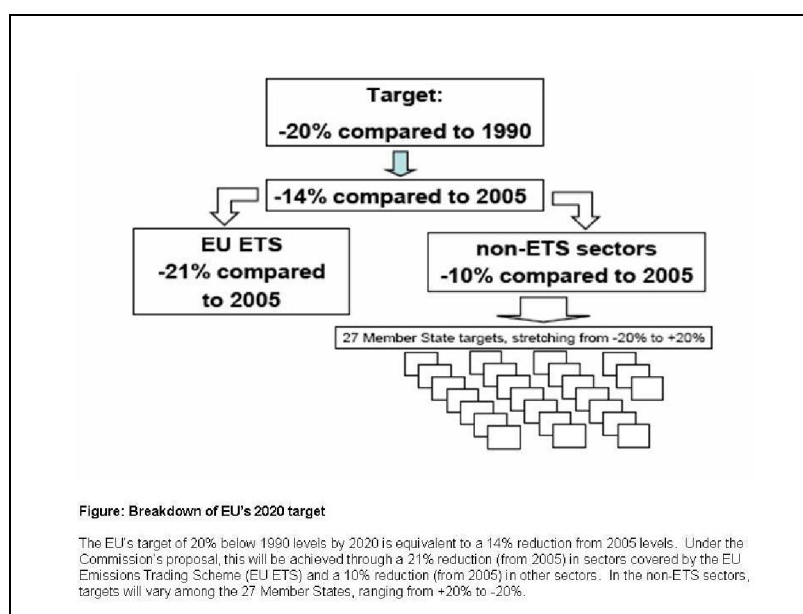 Target:
-20% compared to 1990
-14% compared to 2005
EU ETS
-21% compared
to 2005
non-ETS sectors
-10% compared to 2005
27 Member State targets, stretching from -20% to +20%
Figure: Breakdown of EU's 2020 target
The EU's target of 20% below 1990 levels by 2020 is equivalent to a 14% reduction from 2005 levels. Under the
Commission's proposal, this will be achieved through a 21% reduction (from 2005) in sectors covered by the EU
Emissions Trading Scheme (EU ETS) and a 10% reduction (from 2005) in other sectors. In the non-ETS sectors,
targets will vary among the 27 Member States, ranging from +20% to -20%.